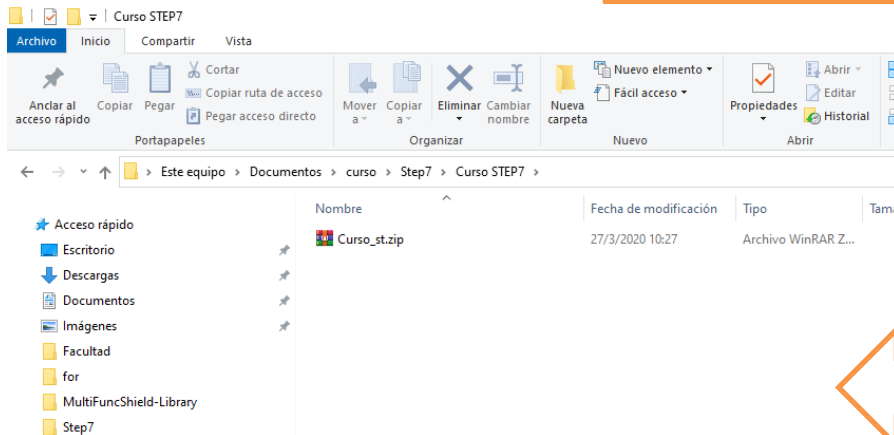 Curso STEP7
Archivo Inicio Compartir Vista
Anclar al acceso rápido
Copiar
Pegar
Cortar
Copiar ruta de acceso
Pegar acceso directo
Portapapeles
Mover a
Copiar a
Eliminar
Cambiar nombre
Organizar
Nueva carpeta
Nuevo elemento
Fácil acceso
Nuevo
Propiedades
Abrir
Editar
Historial
Abrir
Este equipo > Documentos > curso > Step7 > Curso STEP7 >
Nombre Fecha de modificación Tipo Tam
Curso_st.zip 27/3/2020 10:27 Archivo WinRAR Z...
Acceso rápido
Escritorio
Descargas
Documentos
Imágenes
Facultad
for
MultiFuncShield-Library
Step7